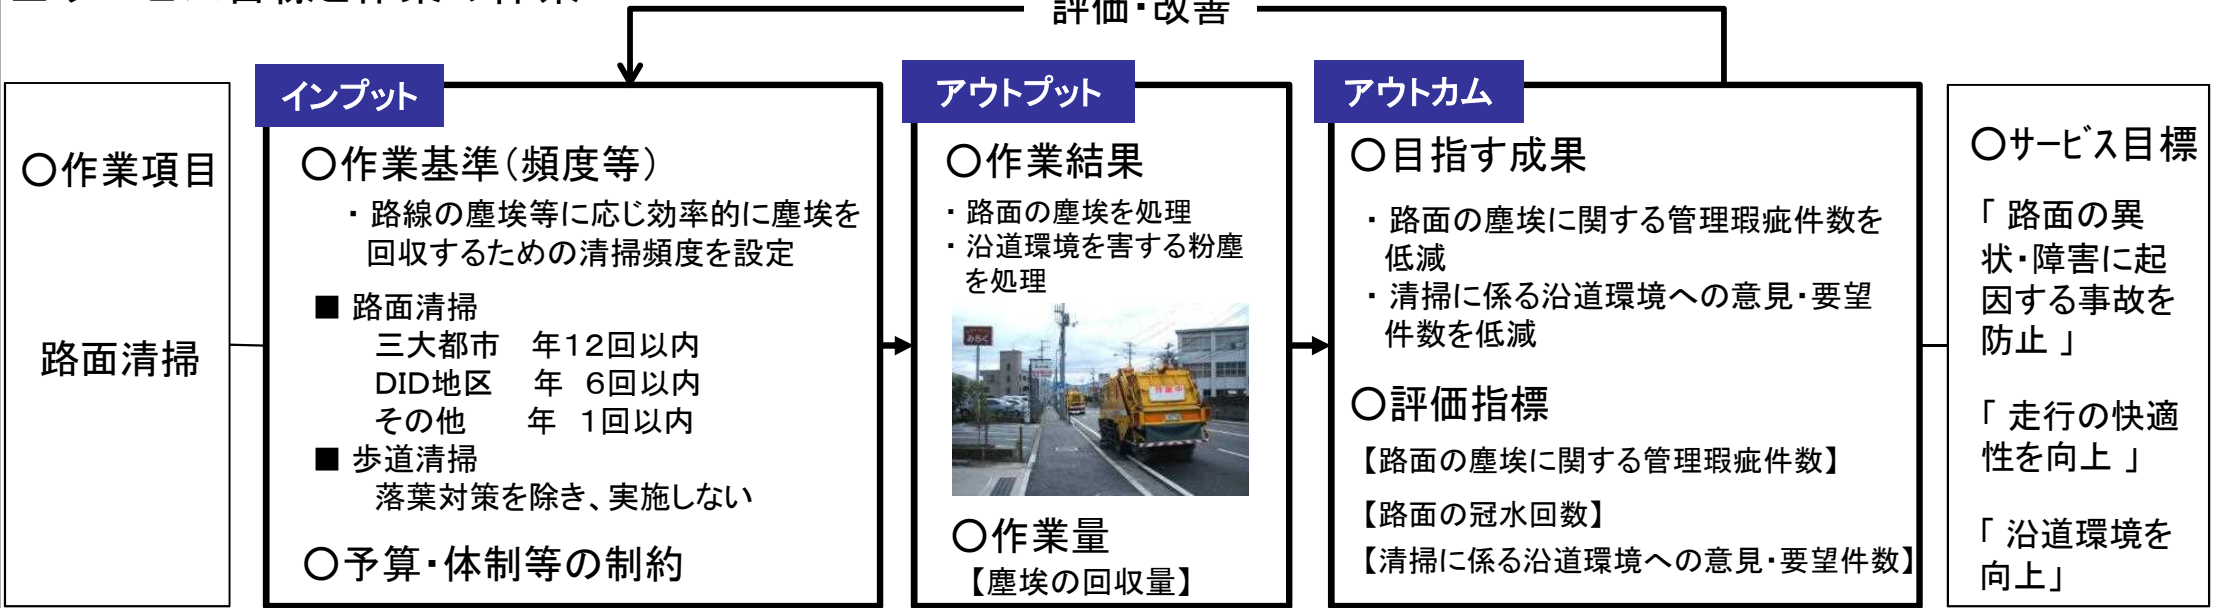 評価・改善
○作業項目
路面清掃
インプット
○作業基準(頻度等)
・路線の塵埃等に応じ効率的に塵埃を
回収するための清掃頻度を設定
■ 路面清掃
三大都市 年12回以内
DID地区 年 6回以内
その他 年 1回以内
■ 歩道清掃
落葉対策を除き、実施しない
○予算・体制等の制約
アウトプット
○作業結果
・路面の塵埃を処理
・沿道環境を害する粉塵
を処理
みらく
作業中
○作業量
【塵埃の回収量】
アウトカム
○目指す成果
・路面の塵埃に関する管理瑕疵件数を
低減
・清掃に係る沿道環境への意見・要望
件数を低減
○評価指標
【路面の塵埃に関する管理瑕疵件数】
【路面の冠水回数】
【清掃に係る沿道環境への意見・要望件数】
○サービス目標
「 路面の異
状・障害に起
因する事故を
防止 」
「 走行の快適
性を向上 」
「 沿道環境を
向上」